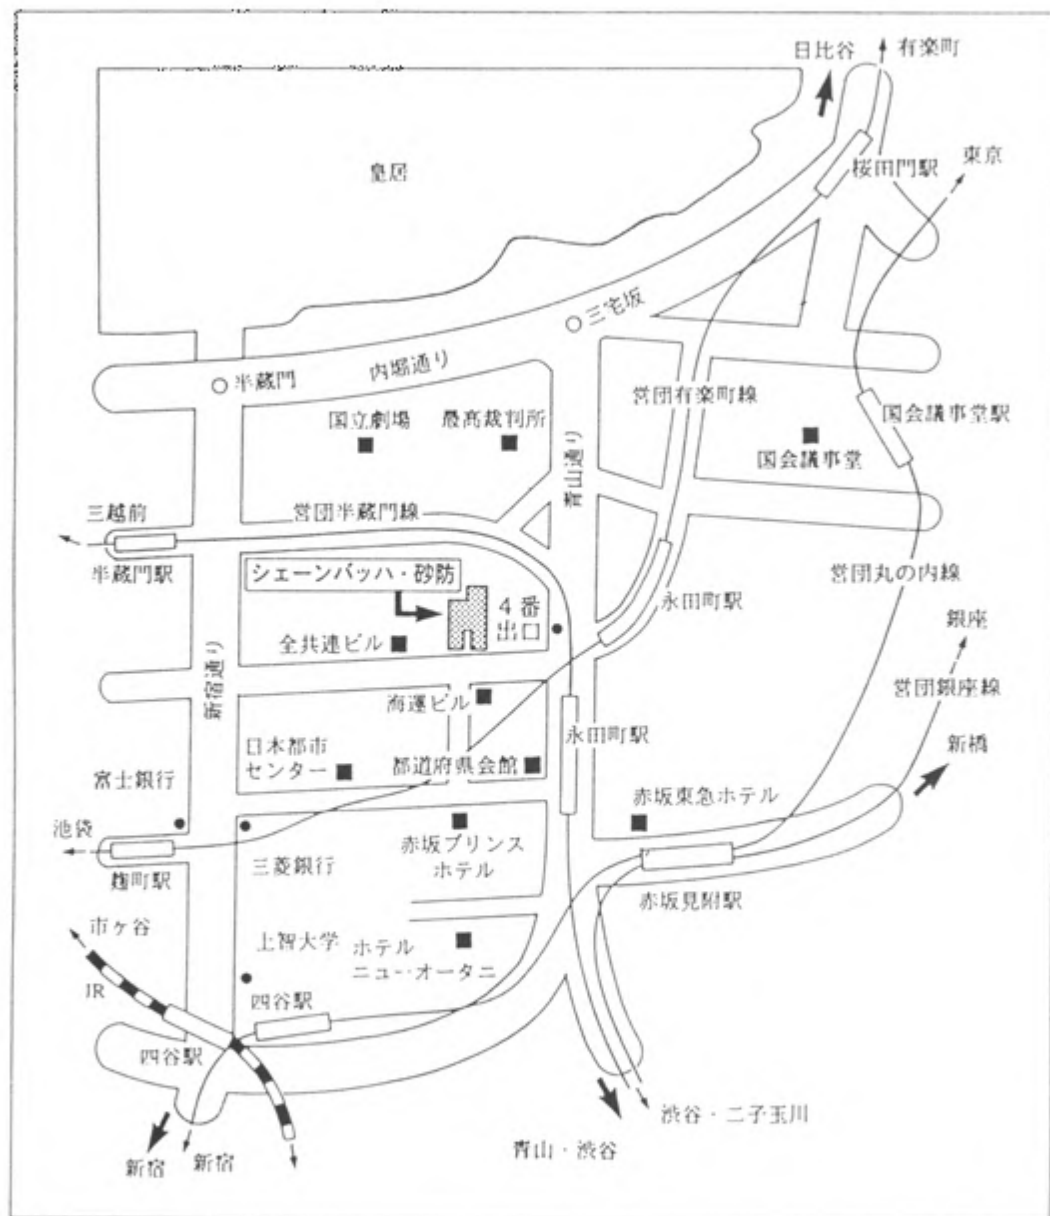 日比谷
有楽町
桜田門駅
東京
皇居
三宅坂
内堀通り
半蔵門
国立劇場
最高裁判所
青山通り
営団有楽町線
国会議事堂駅
国会議事堂
三越前
営団半蔵門線
半蔵門駅
シェーンバッハ・砂防
4番
出口
永田町駅
営団丸の内線
銀座
全共連ビル
新宿通り
海運ビル
営団銀座線
永田町駅
新橋
日本都市
センター
都道府県会館
富士銀行
赤坂東急ホテル
池袋
赤坂プリンス
ホテル
麹町駅
三菱銀行
赤坂見附駅
市ヶ谷
上智大学
ホテル
ニュー・オータニ
JR
四谷駅
四谷駅
渋谷・二子玉川
新宿
新宿
青山・渋谷